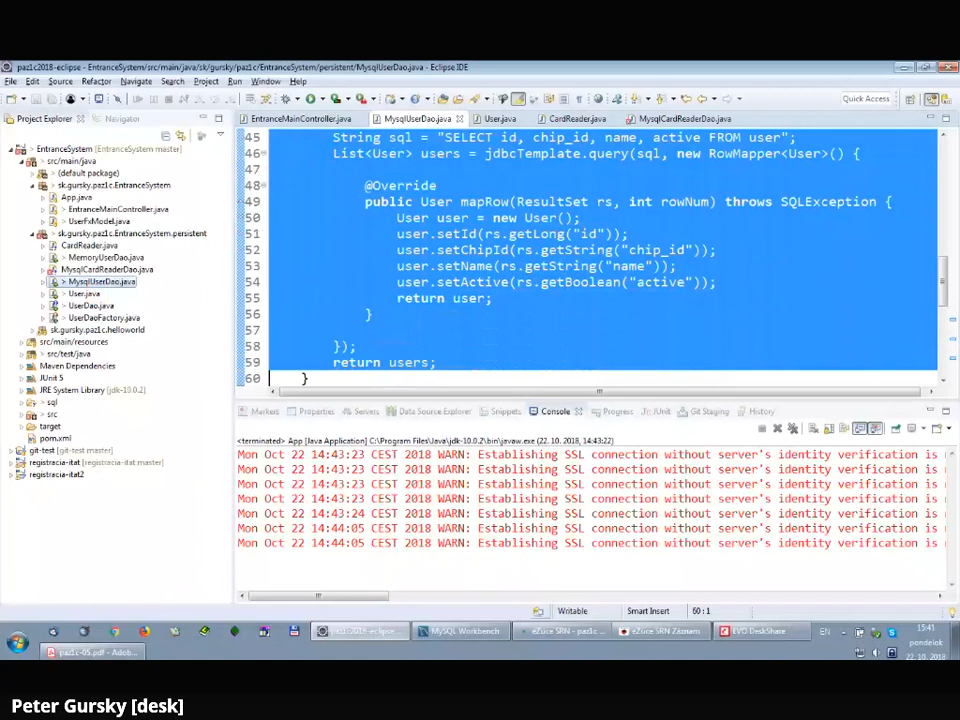 paz1c2018-eclipse - EntranceSystem/src/main/java/sk/gursky/paz1c/EntranceSystem/persistent/MysqlUserDao.java - Eclipse IDE
File Edit Source Refactor Navigate Search Project Run Window Help
Quick Access
Project Explorer Navigator
EntranceMainController.java MysqlUserDao.java User.java CardReader.java MysqlCardReaderDao.java
EntranceSystem [EntranceSystem master]
src/main/java
(default package)
sk.gursky.paz1c.EntranceSystem
App.java
EntranceMainController.java
UserFxModel.java
sk.gursky.paz1c.EntranceSystem.persistent
CardReader.java
MemoryUserDao.java
MysqlCardReaderDao.java
MysqlUserDao.java
User.java
UserDao.java
UserDaoFactory.java
sk.gursky.paz1c.helloworld
src/main/resources
src/test/java
Maven Dependencies
JUnit 5
JRE System Library [jdk-10.0.2]
sql
src
target
pom.xml
git-test [git-test master]
registracia-itat [registracia-itat master]
registracia-itat2
45 String sql = "SELECT id, chip_id, name, active FROM user";
46 List<User> users = jdbcTemplate.query(sql, new RowMapper<User>() {
47
48 @Override
49 public User mapRow(ResultSet rs, int rowNum) throws SQLException {
50 User user = new User();
51 user.setId(rs.getLong("id"));
52 user.setChipId(rs.getString("chip_id"));
53 user.setName(rs.getString("name"));
54 user.setActive(rs.getBoolean("active"));
55 return user;
56 }
57
58 });
59 return users;
60 }
Markers Properties Servers Data Source Explorer Snippets Console Progress JUnit Git Staging History
<terminated> App [Java Application] C:\Program Files\Java\jdk-10.0.2\bin\javaw.exe (22. 10. 2018, 14:43:22)
Mon Oct 22 14:43:23 CEST 2018 WARN: Establishing SSL connection without server's identity verification is
Mon Oct 22 14:43:23 CEST 2018 WARN: Establishing SSL connection without server's identity verification is
Mon Oct 22 14:43:23 CEST 2018 WARN: Establishing SSL connection without server's identity verification is
Mon Oct 22 14:43:23 CEST 2018 WARN: Establishing SSL connection without server's identity verification is
Mon Oct 22 14:43:24 CEST 2018 WARN: Establishing SSL connection without server's identity verification is
Mon Oct 22 14:44:05 CEST 2018 WARN: Establishing SSL connection without server's identity verification is
Mon Oct 22 14:44:05 CEST 2018 WARN: Establishing SSL connection without server's identity verification is
Writable Smart Insert 60 : 1
paz1c2018-eclipse ... MySQL Workbench eZúce SRN - paz1c ... eZúce SRN Záznam EVO DeskShare EN 15:41
pondelok
22. 10. 2018
paz1c-05.pdf - Adob...
Peter Gursky [desk]